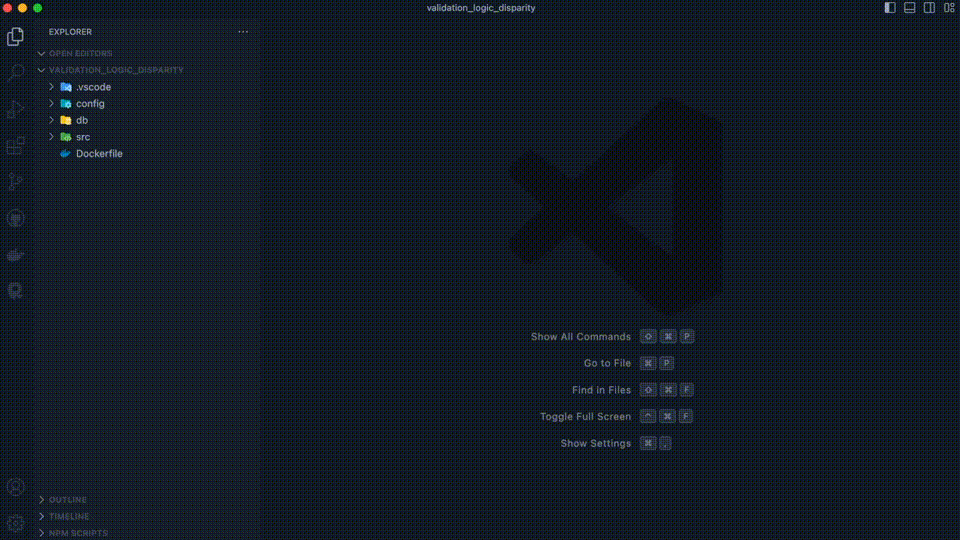 validation_logic_disparity
EXPLORER
OPEN EDITORS
VALIDATION_LOGIC_DISPARITY
.vscode
config
db
src
Dockerfile
Show All Commands ⇧ ⌘ P
Go to File ⌘ P
Find in Files ⇧ ⌘ F
Toggle Full Screen ^ ⌘ F
Show Settings ⌘ ,
OUTLINE
TIMELINE
NPM SCRIPTS